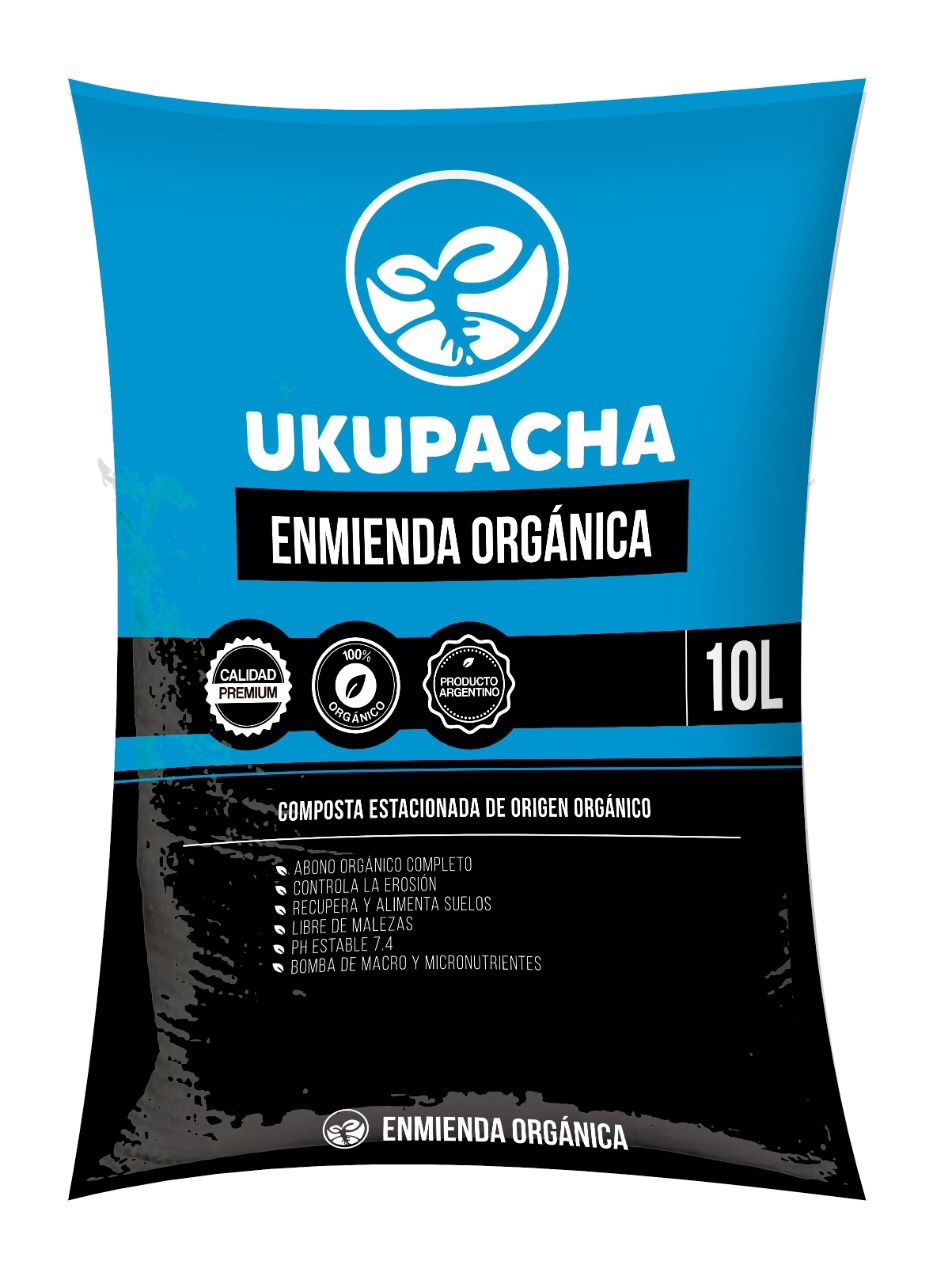 UKUPACHA
ENMIENDA ORGÁNICA
CALIDAD
PREMIUM
100%
ORGÁNICO
PRODUCTO
ARGENTINO
10L
COMPOSTA ESTACIONADA DE ORIGEN ORGÁNICO
ABONO ORGÁNICO COMPLETO
CONTROLA LA EROSIÓN
RECUPERA Y ALIMENTA SUELOS
LIBRE DE MALEZAS
PH ESTABLE 7.4
BOMBA DE MACRO Y MICRONUTRIENTES
ENMIENDA ORGÁNICA